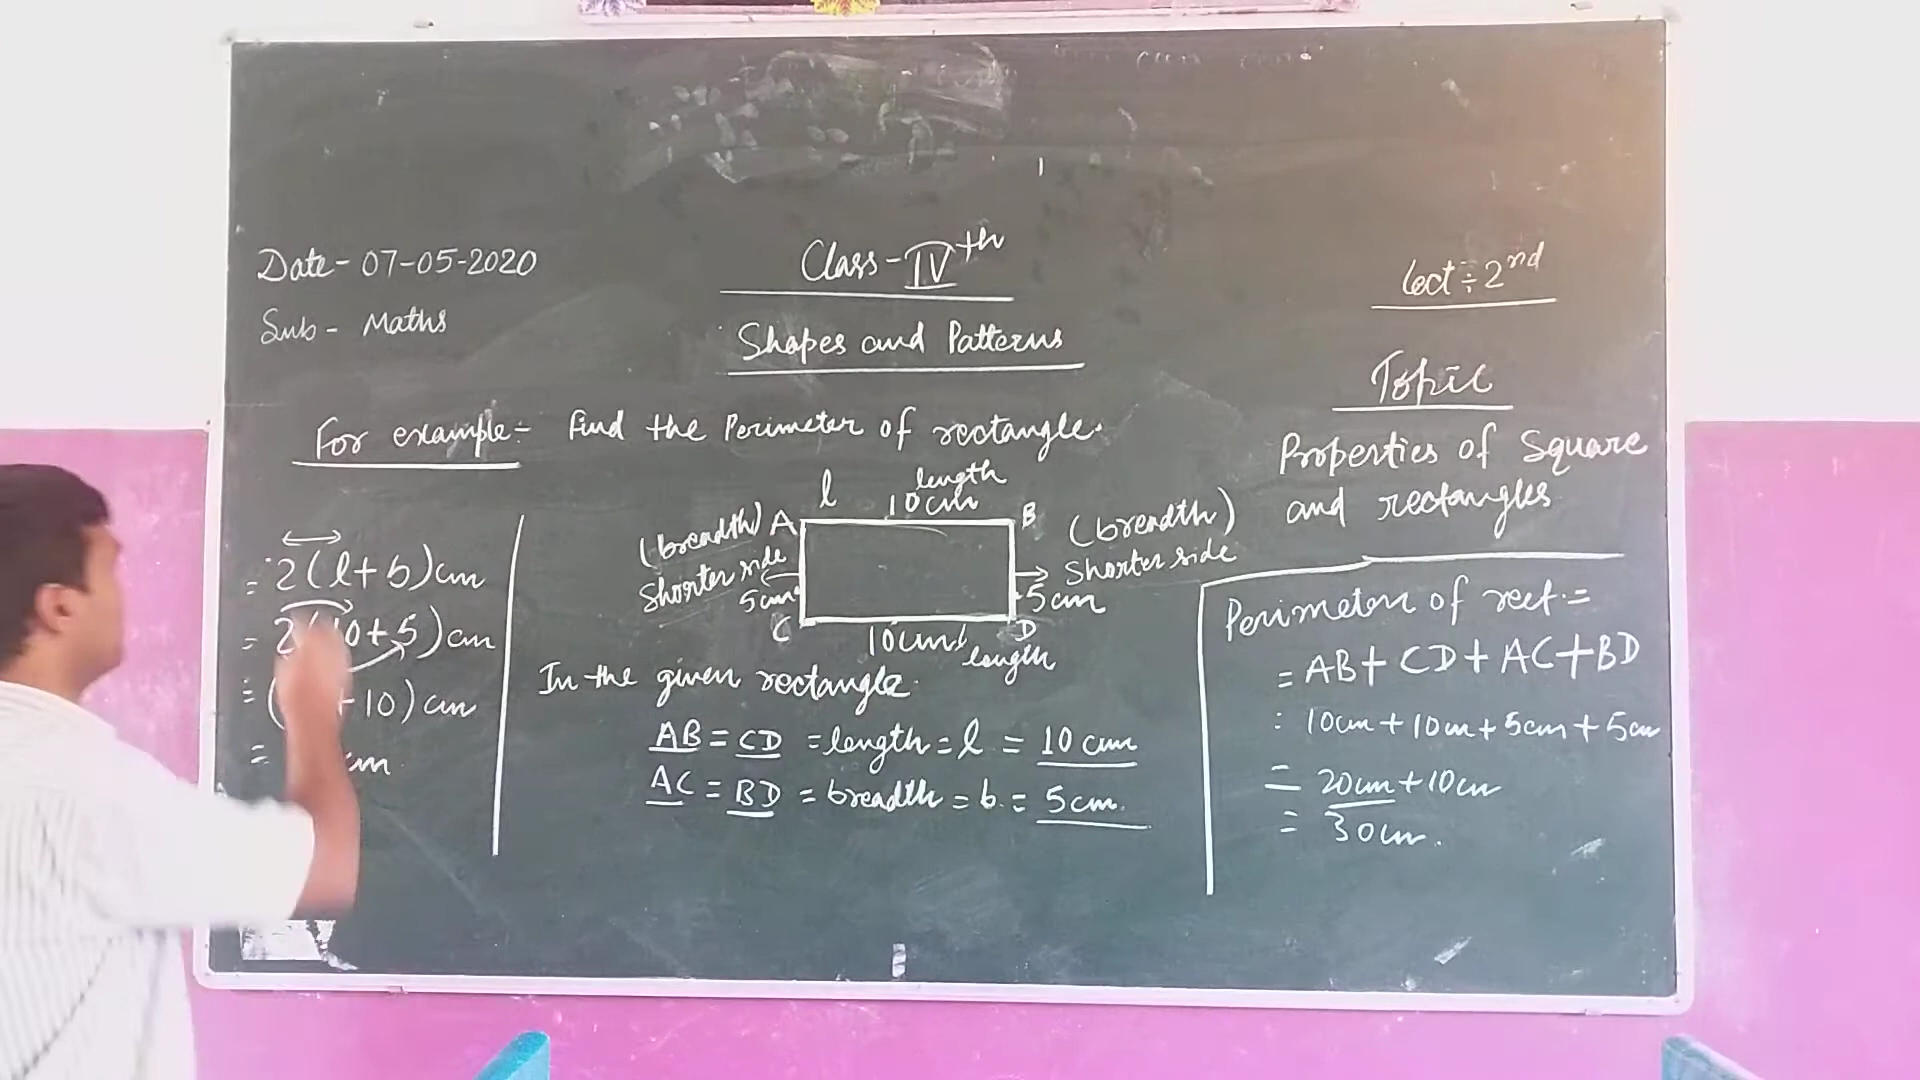 Date- 07-05-2020
Sub- Maths
Class-IVth
Shapes and Patterns
Lect÷2nd
Topic
Properties of Square
and rectangles
For example:- Find the Perimeter of rectangle.
= 2(l+b)cm
= 2(10+5)cm
= ( +10)cm
= cm
l length
10cm
A B
(breadth)
Shorter side
5cm
(breadth)
Shorter side
5cm
C D
10cm l
length
In the given rectangle.
AB = CD = length = l = 10 cm
AC = BD = breadth = b = 5cm.
Perimeter of rect.=
= AB+CD+AC+BD
= 10cm+10m+5cm+5cm
= 20cm+10cm
= 30cm.